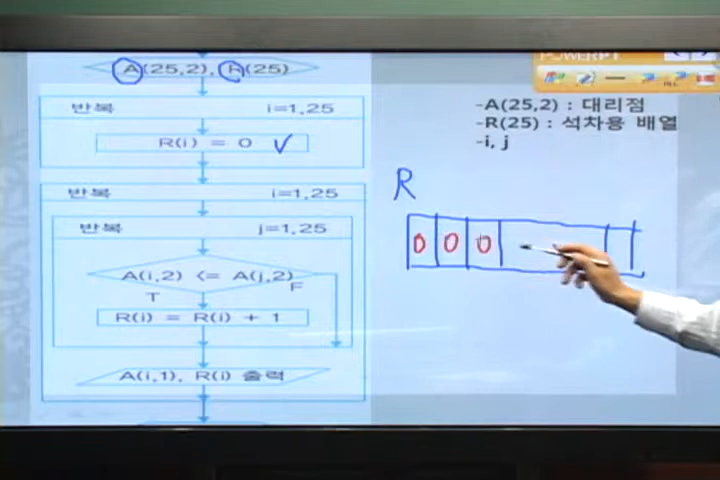 POWERPT
A(25,2), R(25)
-A(25,2) : 대리점
반복 i=1,25
-R(25) : 석차용 배열
R(i) = 0 V
-i, j
R
반복 i=1,25
반복 j=1,25
0 0 0
A(i,2) <= A(j,2)
T F
R(i) = R(i) + 1
A(i,1), R(i) 출력